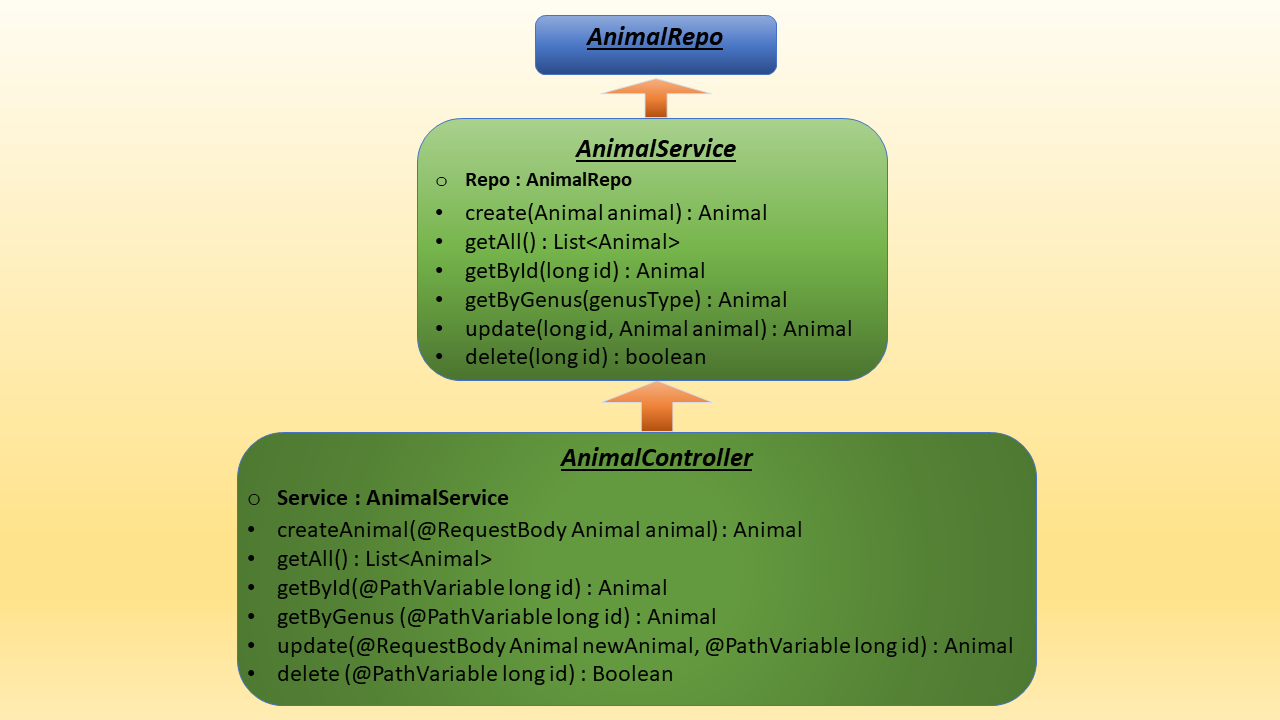 AnimalRepo
AnimalService
o Repo : AnimalRepo
• create(Animal animal) : Animal
• getAll() : List<Animal>
• getById(long id) : Animal
• getByGenus(genusType) : Animal
• update(long id, Animal animal) : Animal
• delete(long id) : boolean
AnimalController
o Service : AnimalService
• createAnimal(@RequestBody Animal animal) : Animal
• getAll() : List<Animal>
• getById(@PathVariable long id) : Animal
• getByGenus (@PathVariable long id) : Animal
• update(@RequestBody Animal newAnimal, @PathVariable long id) : Animal
• delete (@PathVariable long id) : Boolean